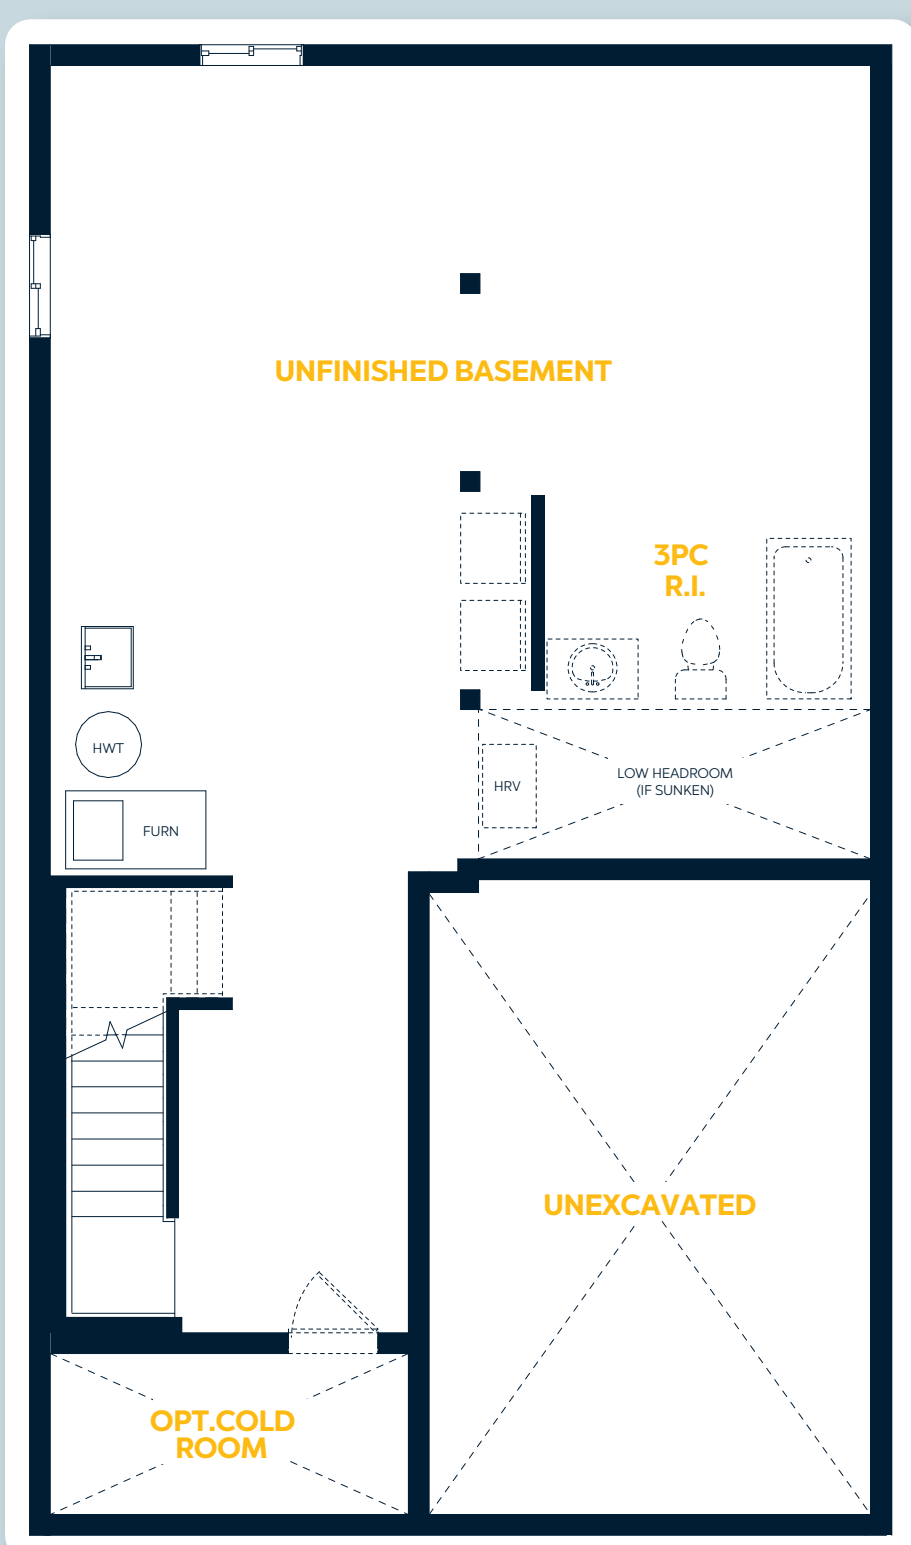 UNFINISHED BASEMENT
3PC
R.I.
HWT
LOW HEADROOM
(IF SUNKEN)
HRV
FURN
UNEXCAVATED
OPT.COLD
ROOM